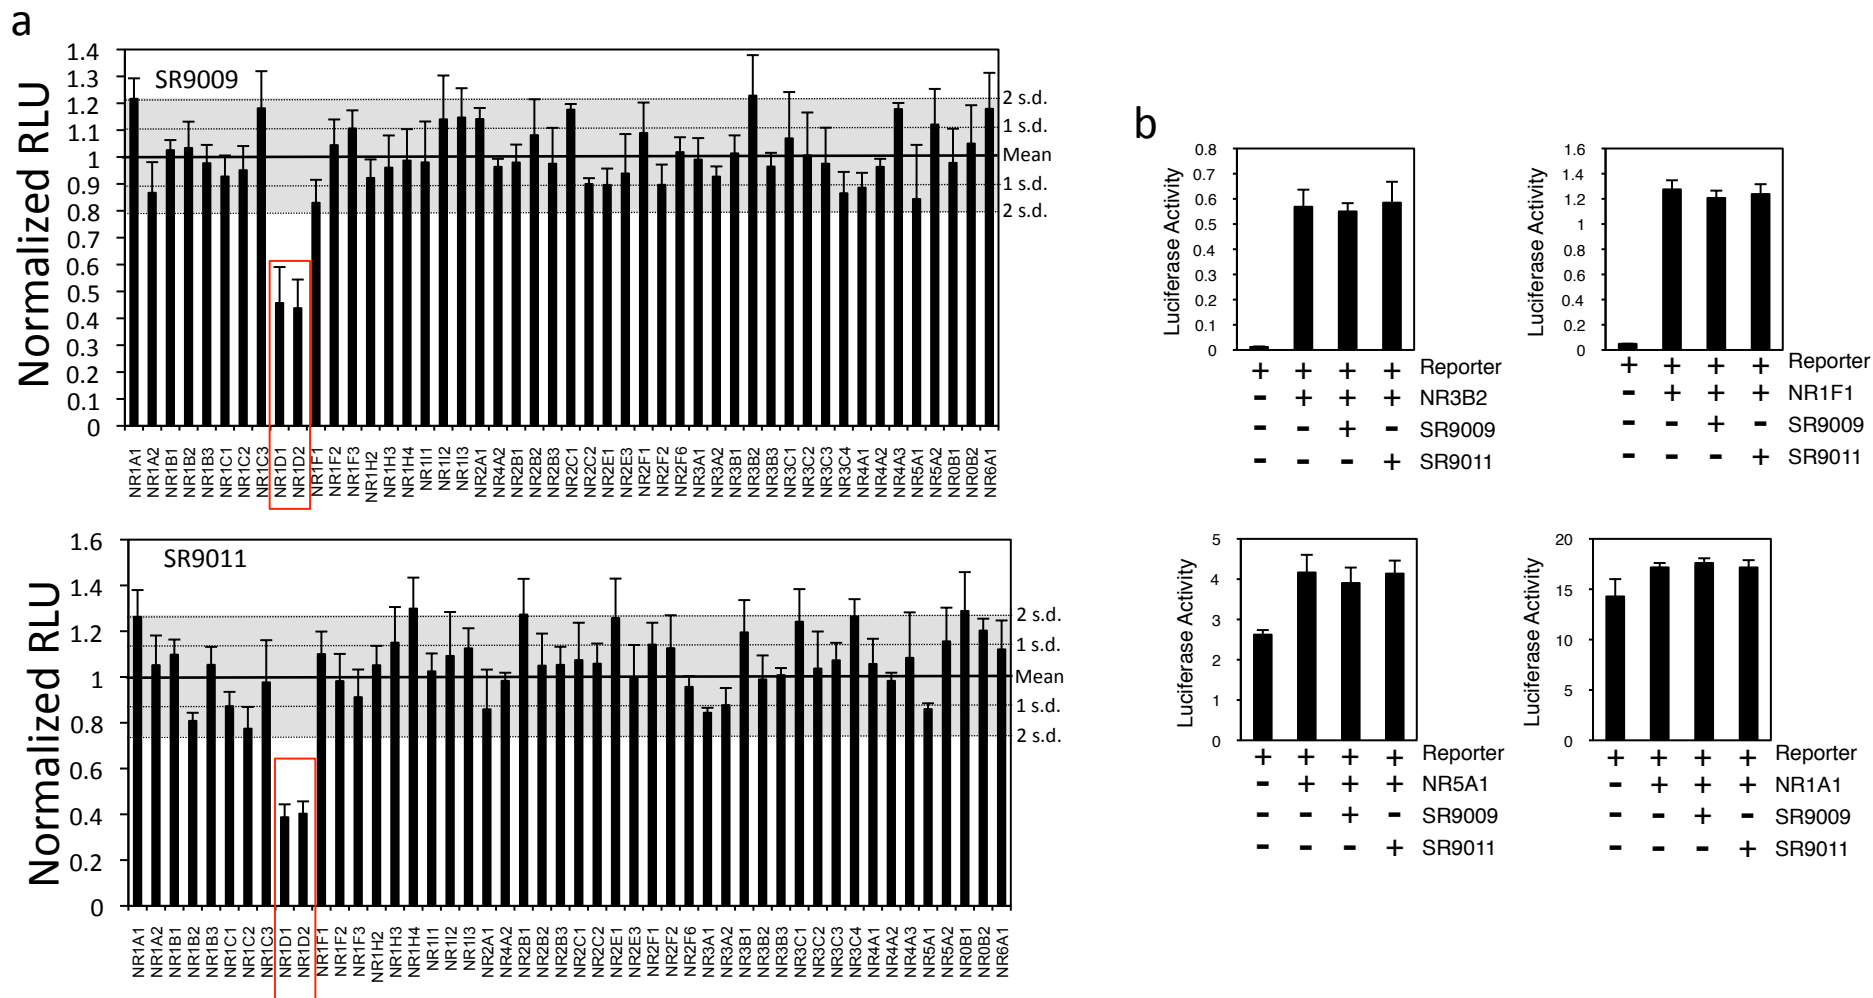 a
Normalized RLU
1.4
1.3
1.2
1.1
1
0.9
0.8
0.7
0.6
0.5
0.4
0.3
0.2
0.1
0
SR9009
2 s.d.
1 s.d.
Mean
1 s.d.
2 s.d.
NR1A1
NR1A2
NR1B1
NR1B2
NR1B3
NR1C1
NR1C2
NR1C3
NR1D1
NR1D2
NR1F1
NR1F2
NR1F3
NR1H2
NR1H3
NR1H4
NR1I1
NR1I2
NR1I3
NR2A1
NR4A2
NR2B1
NR2B2
NR2B3
NR2C1
NR2C2
NR2E1
NR2E3
NR2F1
NR2F2
NR2F6
NR3A1
NR3A2
NR3B1
NR3B2
NR3B3
NR3C1
NR3C2
NR3C3
NR3C4
NR4A1
NR4A2
NR4A3
NR5A1
NR5A2
NR0B1
NR0B2
NR6A1
Normalized RLU
1.6
1.4
1.2
1
0.8
0.6
0.4
0.2
0
SR9011
2 s.d.
1 s.d.
Mean
1 s.d.
2 s.d.
NR1A1
NR1A2
NR1B1
NR1B2
NR1B3
NR1C1
NR1C2
NR1C3
NR1D1
NR1D2
NR1F1
NR1F2
NR1F3
NR1H2
NR1H3
NR1H4
NR1I1
NR1I2
NR1I3
NR2A1
NR4A2
NR2B1
NR2B2
NR2B3
NR2C1
NR2C2
NR2E1
NR2E3
NR2F1
NR2F2
NR2F6
NR3A1
NR3A2
NR3B1
NR3B2
NR3B3
NR3C1
NR3C2
NR3C3
NR3C4
NR4A1
NR4A2
NR4A3
NR5A1
NR5A2
NR0B1
NR0B2
NR6A1
b
Luciferase Activity
0.8
0.7
0.6
0.5
0.4
0.3
0.2
0.1
0
+ + + + Reporter
- + + + NR3B2
- - + - SR9009
- - - + SR9011
Luciferase Activity
1.6
1.4
1.2
1
0.8
0.6
0.4
0.2
0
+ + + + Reporter
- + + + NR1F1
- - + - SR9009
- - - + SR9011
Luciferase Activity
5
4
3
2
1
0
+ + + + Reporter
- + + + NR5A1
- - + - SR9009
- - - + SR9011
Luciferase Activity
20
15
10
5
0
+ + + + Reporter
- + + + NR1A1
- - + - SR9009
- - - + SR9011